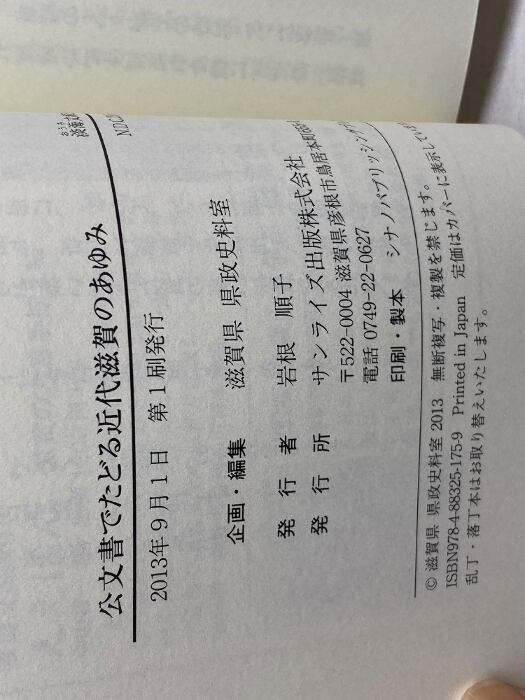 おうみ
淡海文
NDC
公文書でたどる近代滋賀のあゆみ
2013年9月1日 第1刷発行
企画・編集 滋賀県 県政史料室
発行者 岩根 順子
発行所 サンライズ出版株式会社
〒522-0004 滋賀県彦根市鳥居本町
電話 0749-22-0627
印刷・製本 シナノパブリッシング
© 滋賀県 県政史料室 2013 無断複写・複製を禁じます。
ISBN978-4-88325-175-9 Printed in Japan 定価はカバーに表示してい
乱丁・落丁本はお取り替えいたします。